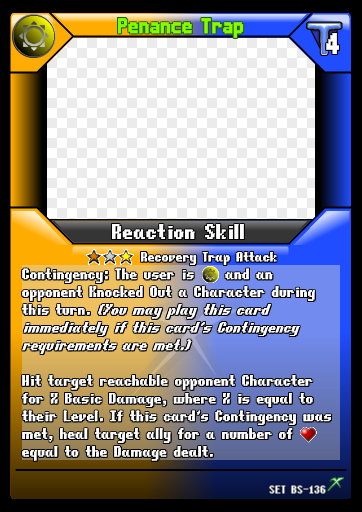 Penance Trap
T
4
Reaction Skill
Recovery Trap Attack
Contingency: The user is and an
opponent Knocked Out a Character during
this turn. (You may play this card
immediately if this card's Contingency
requirements are met.)
Hit target reachable opponent Character
for X Basic Damage, where X is equal to
their Level. If this card's Contingency was
met, heal target ally for a number of
equal to the Damage dealt.
SET BS-136